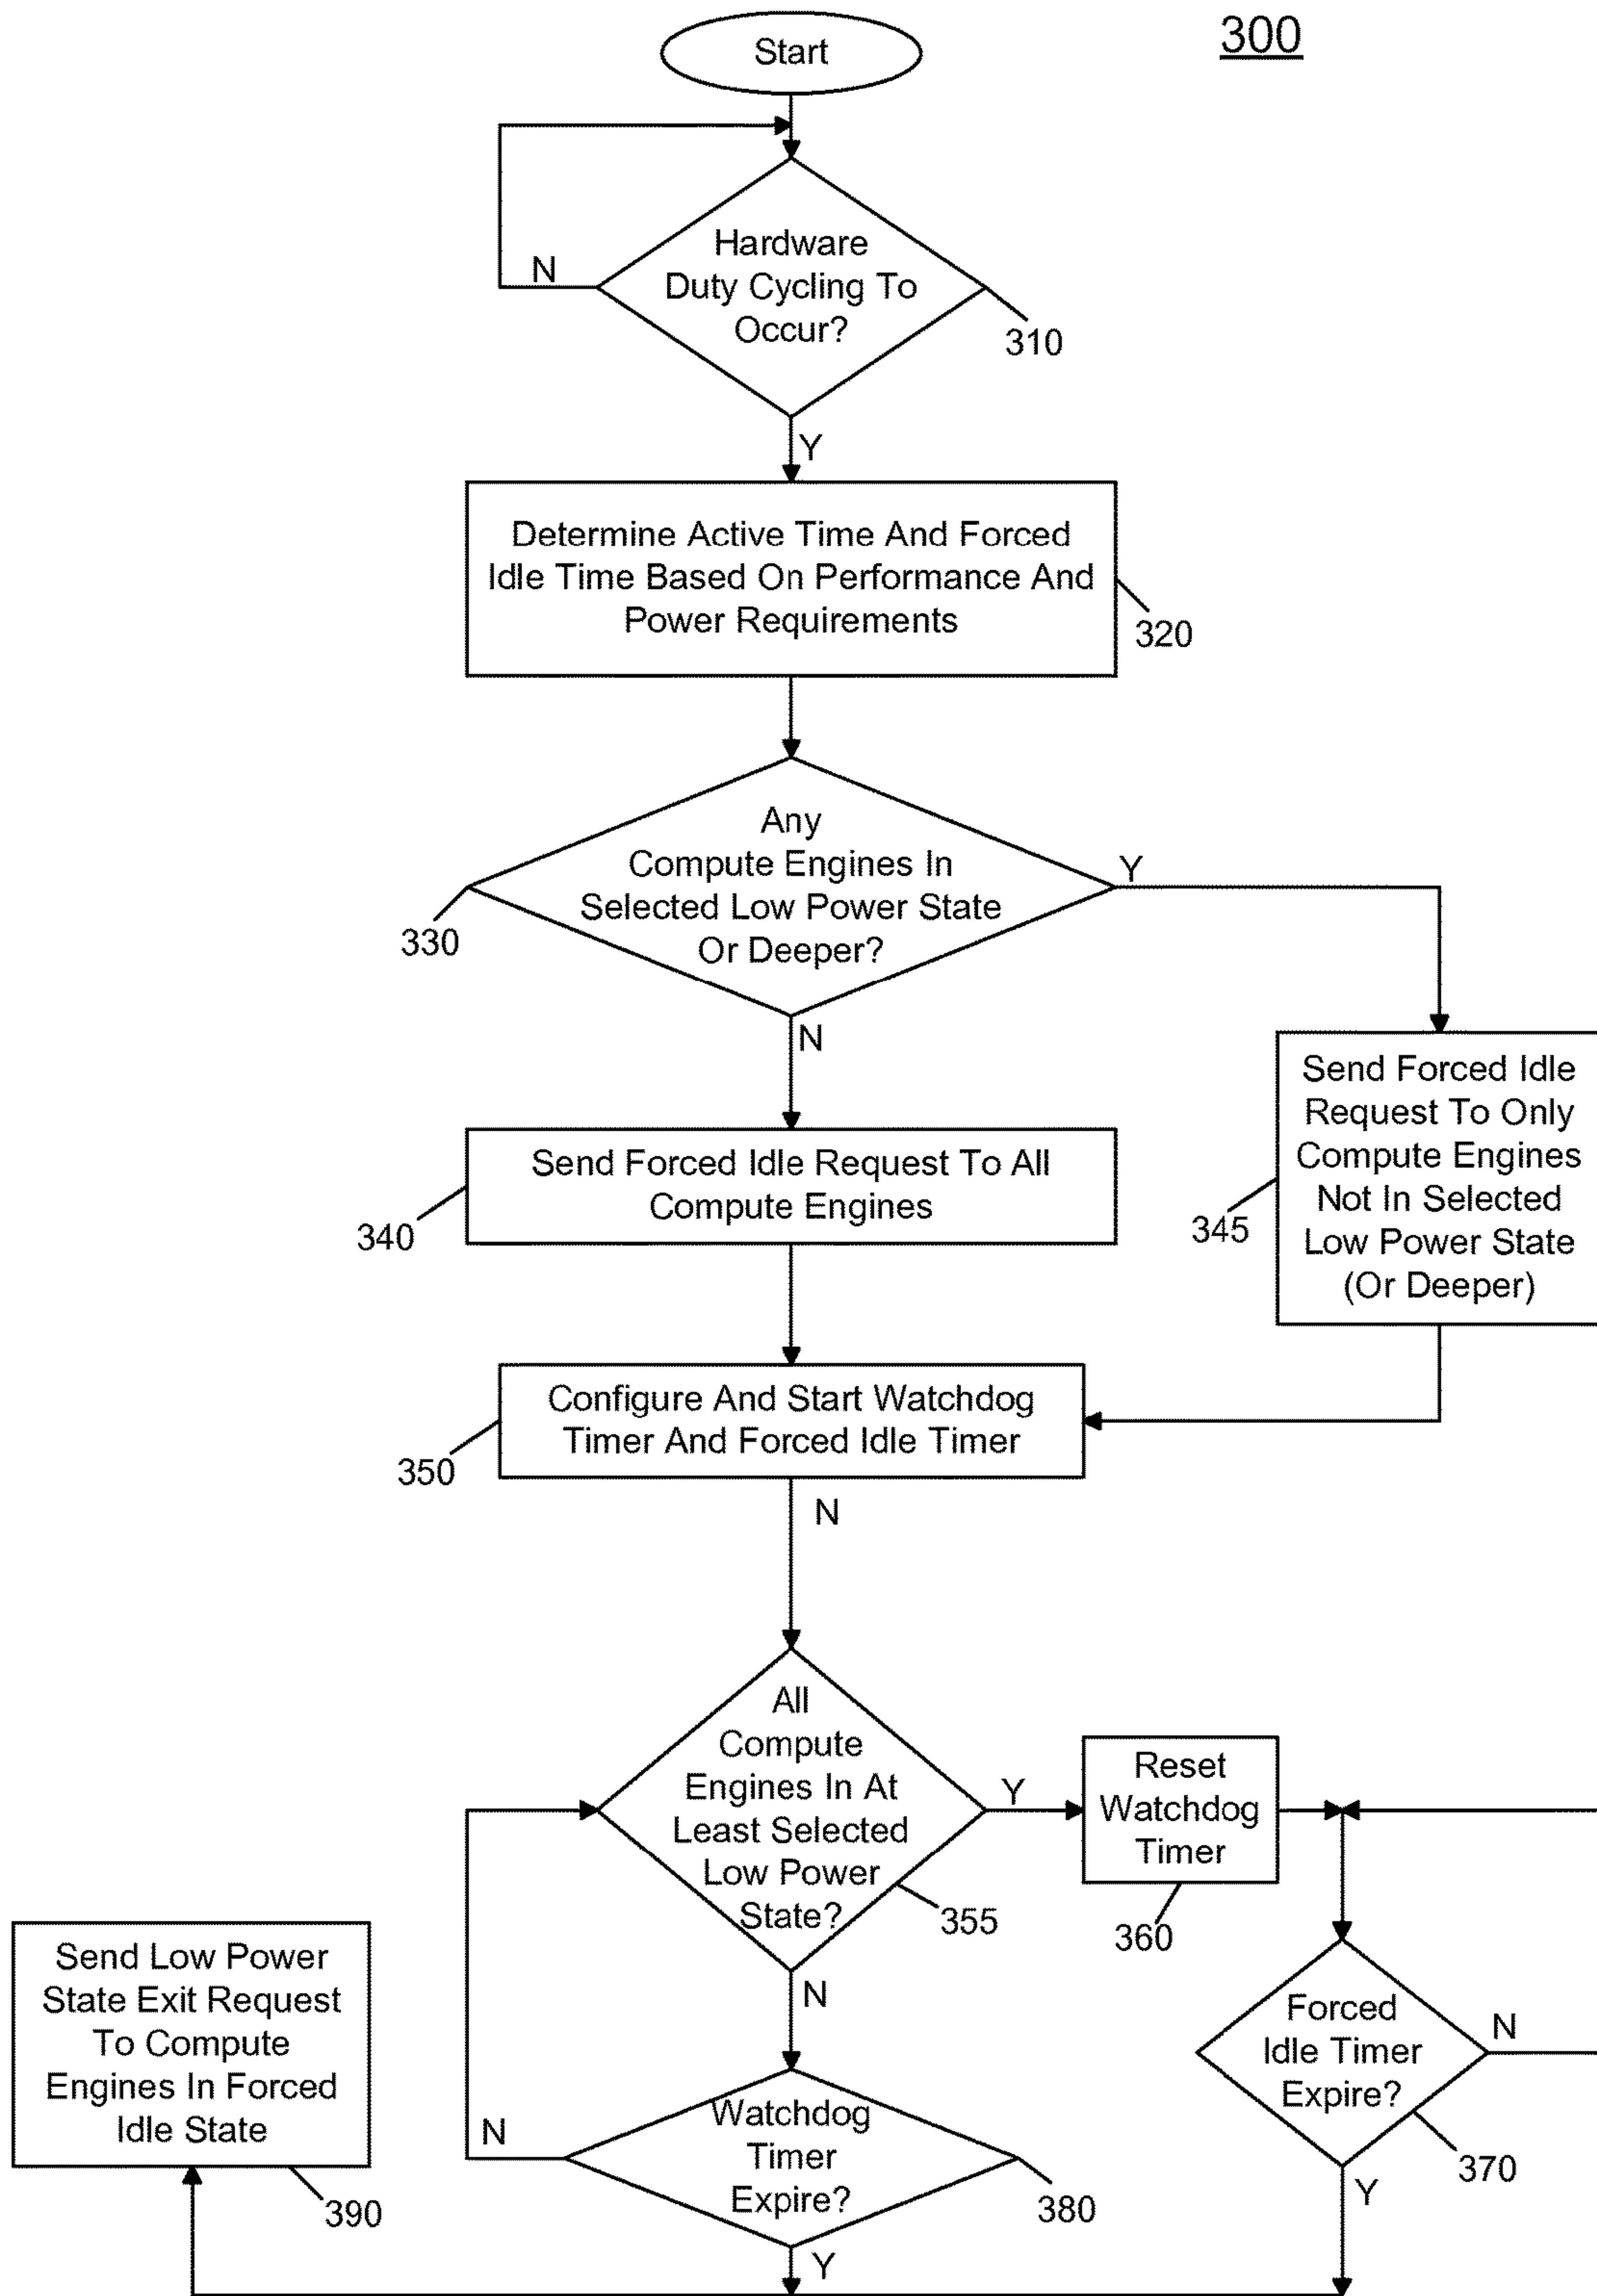 300
Start
Hardware
Duty Cycling To
Occur?
N
310
Y
Determine Active Time And Forced
Idle Time Based On Performance And
Power Requirements
320
Any
Compute Engines In
Selected Low Power State
Or Deeper?
Y
330
N
Send Forced Idle
Request To Only
Compute Engines
Not In Selected
Low Power State
(Or Deeper)
345
Send Forced Idle Request To All
Compute Engines
340
Configure And Start Watchdog
Timer And Forced Idle Timer
350
N
All
Compute
Engines In At
Least Selected
Low Power
State?
355
Y
Reset
Watchdog
Timer
360
N
Forced
Idle Timer
Expire?
N
370
Y
Watchdog
Timer
Expire?
N
380
Y
Send Low Power
State Exit Request
To Compute
Engines In Forced
Idle State
390